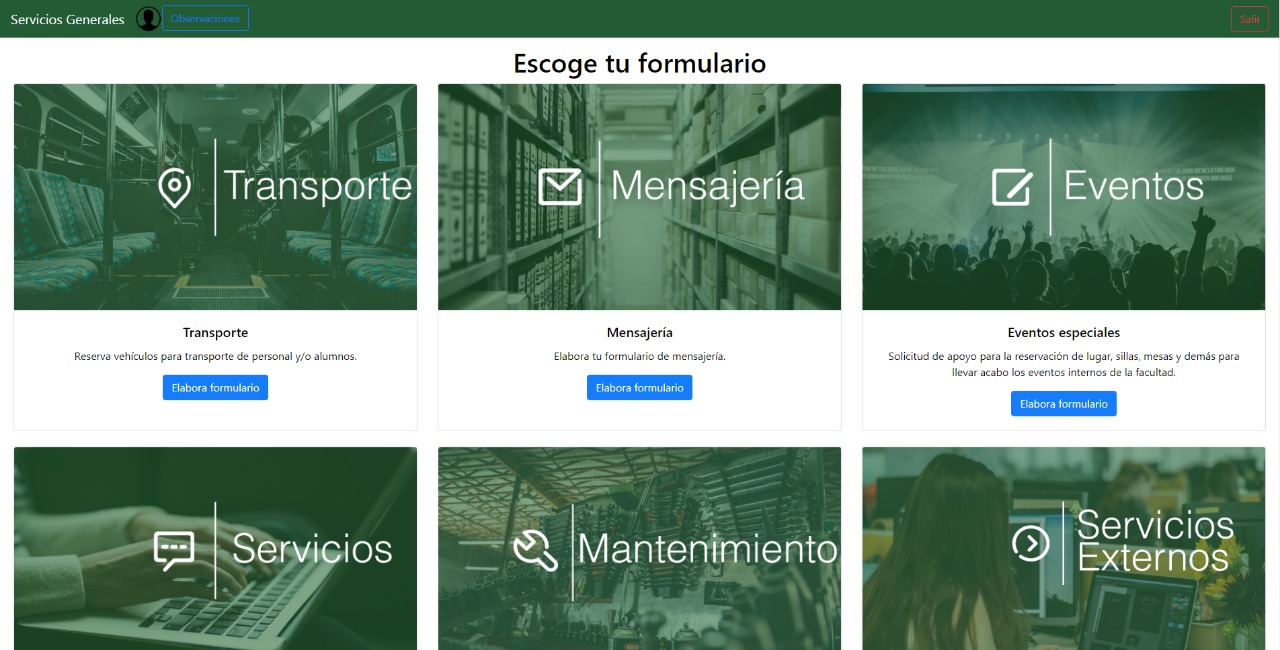 Servicios Generales
Observaciones
Salir
Escoge tu formulario
Transporte
Mensajería
Eventos
Transporte
Reserva vehículos para transporte de personal y/o alumnos.
Elabora formulario
Mensajería
Elabora tu formulario de mensajería.
Elabora formulario
Eventos especiales
Solicitud de apoyo para la reservación de lugar, sillas, mesas y demás para
llevar acabo los eventos internos de la facultad.
Elabora formulario
Servicios
Mantenimiento
Servicios
Externos